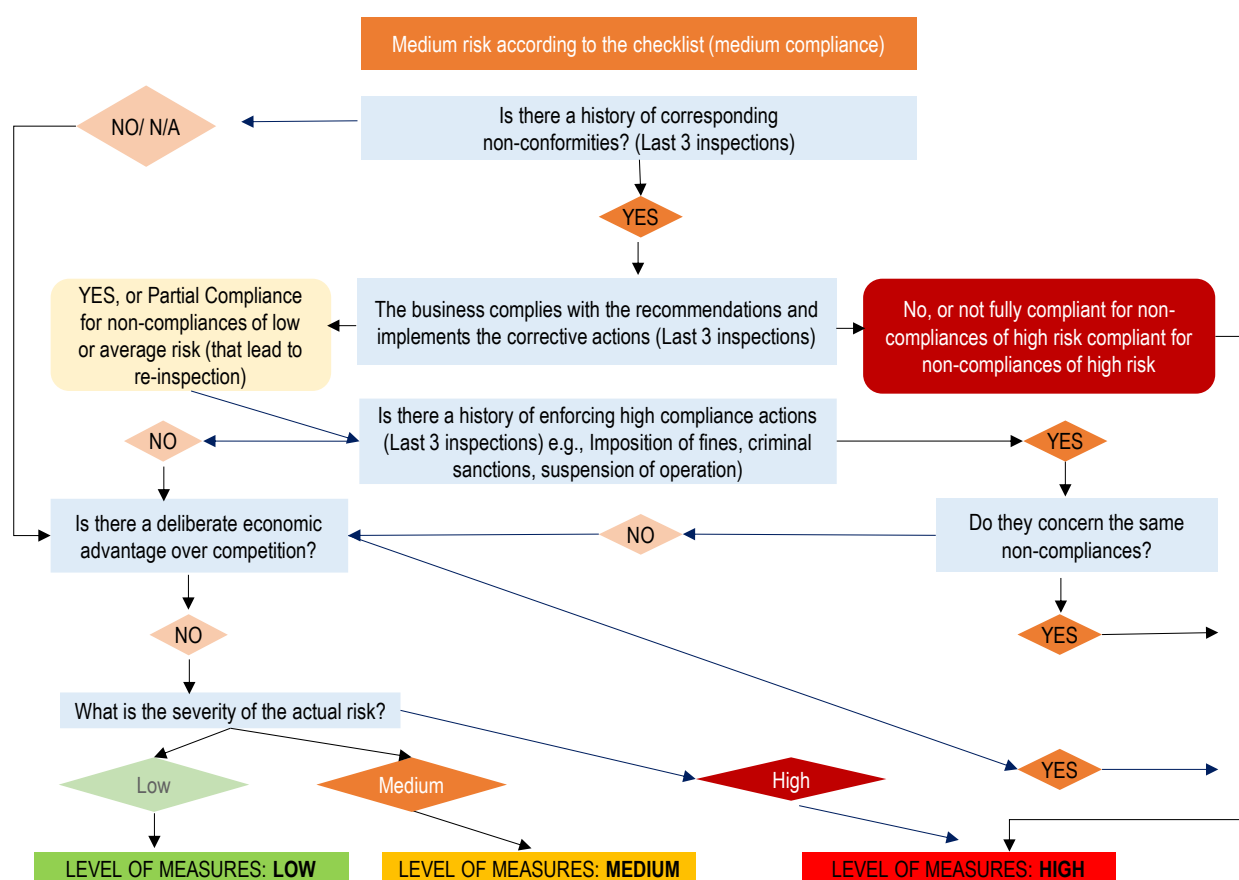 Medium risk according to the checklist (medium compliance)
NO/ N/A
Is there a history of corresponding
non-conformities? (Last 3 inspections)
YES
YES, or Partial Compliance
for non-compliances of low
or average risk (that lead to
re-inspection)
The business complies with the recommendations and
implements the corrective actions (Last 3 inspections)
No, or not fully compliant for non-
compliances of high risk compliant for
non-compliances of high risk
NO
Is there a history of enforcing high compliance actions
(Last 3 inspections) e.g., Imposition of fines, criminal
sanctions, suspension of operation)
YES
Is there a deliberate economic
advantage over competition?
NO
Do they concern the same
non-compliances?
NO
YES
What is the severity of the actual risk?
Low
Medium
High
YES
LEVEL OF MEASURES: LOW
LEVEL OF MEASURES: MEDIUM
LEVEL OF MEASURES: HIGH